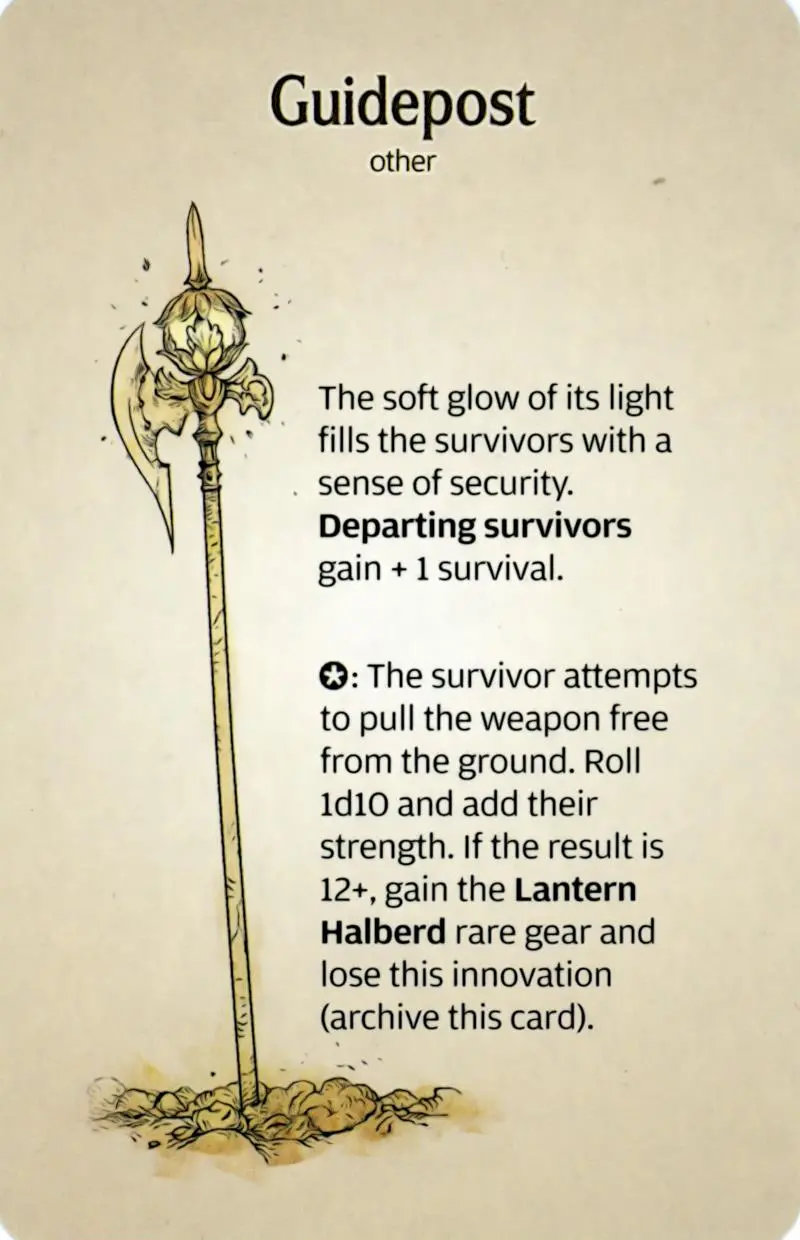 Guidepost
other
The soft glow of its light
fills the survivors with a
sense of security.
Departing survivors
gain + 1 survival.
✪: The survivor attempts
to pull the weapon free
from the ground. Roll
1d10 and add their
strength. If the result is
12+, gain the Lantern
Halberd rare gear and
lose this innovation
(archive this card).